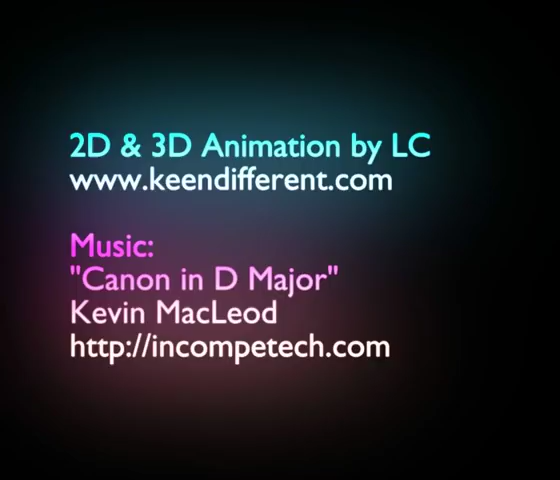 2D & 3D Animation by LC
www.keendifferent.com
Music:
"Canon in D Major"
Kevin MacLeod
http://incompetech.com